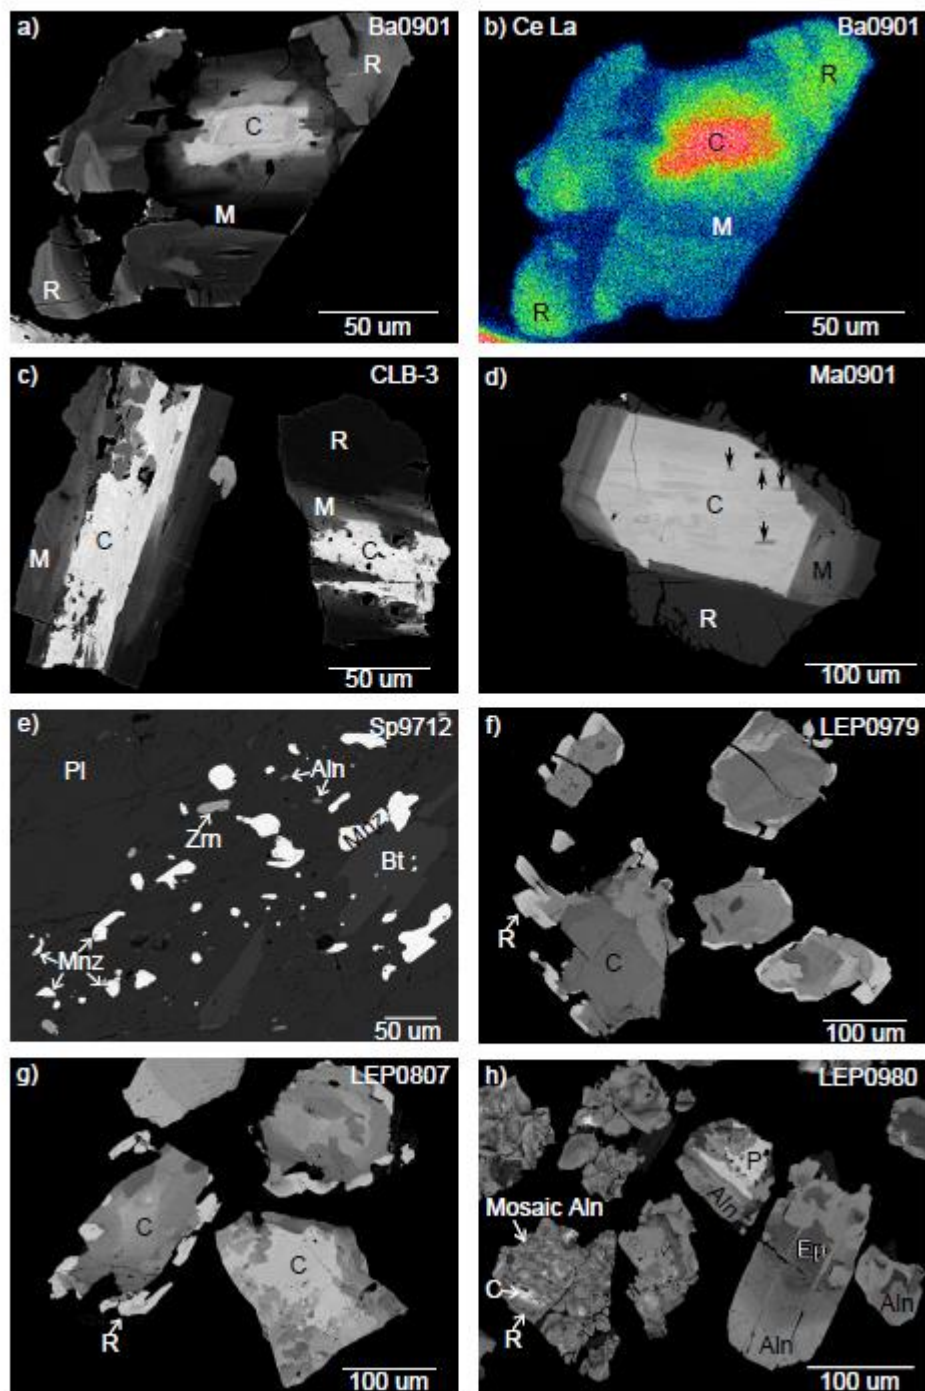 a) Ba0901
R
C
M
R
50 um
b) Ce La Ba0901
R
C
M
R
50 um
c) CLB-3
R
M
C
C
M
50 um
d) Ma0901
C
M
R
100 um
e) Sp9712
Pl
Aln
Zrn
Mnz
Bt
Mnz
50 um
f) LEP0979
R
C
100 um
g) LEP0807
C
C
R
100 um
h) LEP0980
P
Mosaic Aln
Aln
Ep
C
Aln
R
Aln
100 um